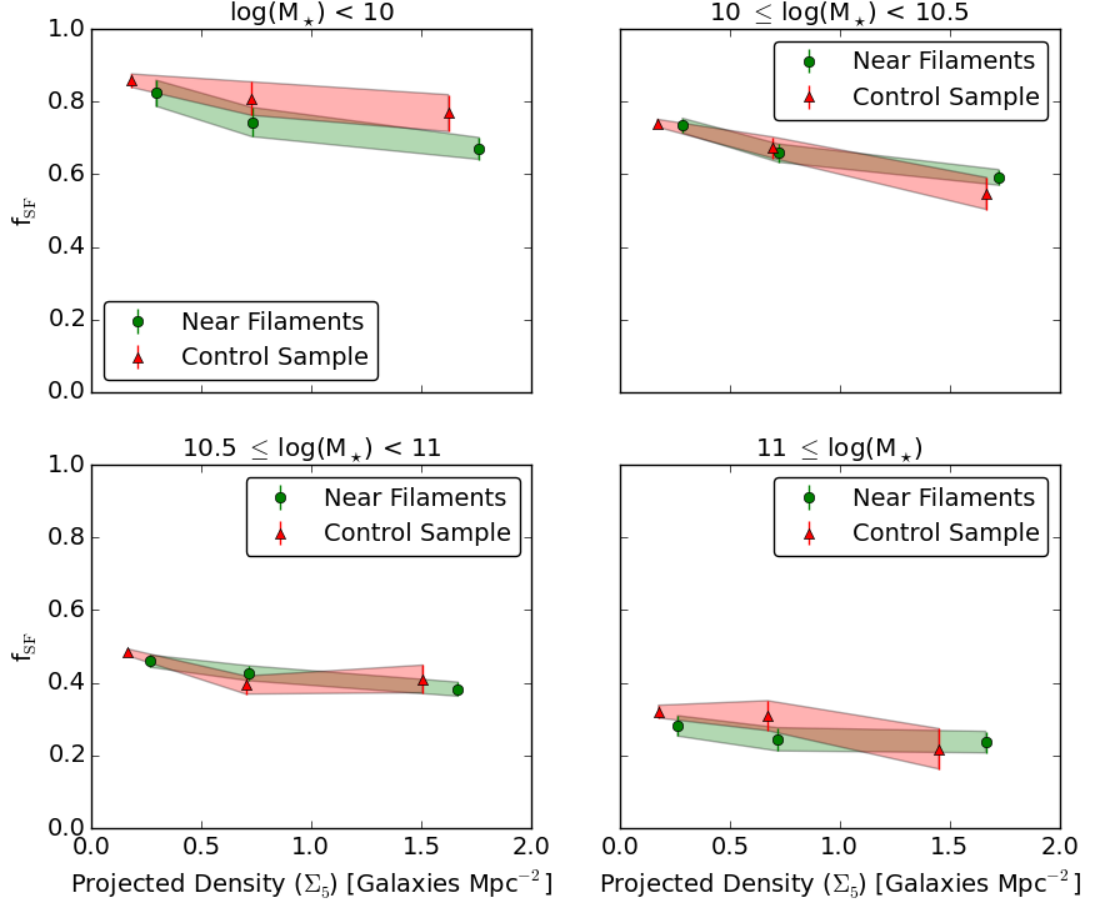 log(M⋆) < 10
10 ≤ log(M⋆) < 10.5
1.0
0.8
0.6
0.4
0.2
0.0
f_SF
Near Filaments
Control Sample
Near Filaments
Control Sample
10.5 ≤ log(M⋆) < 11
11 ≤ log(M⋆)
1.0
0.8
0.6
0.4
0.2
0.0
f_SF
Near Filaments
Control Sample
Near Filaments
Control Sample
0.0 0.5 1.0 1.5 2.0
0.0 0.5 1.0 1.5 2.0
Projected Density (Σ₅) [Galaxies Mpc⁻²]
Projected Density (Σ₅) [Galaxies Mpc⁻²]